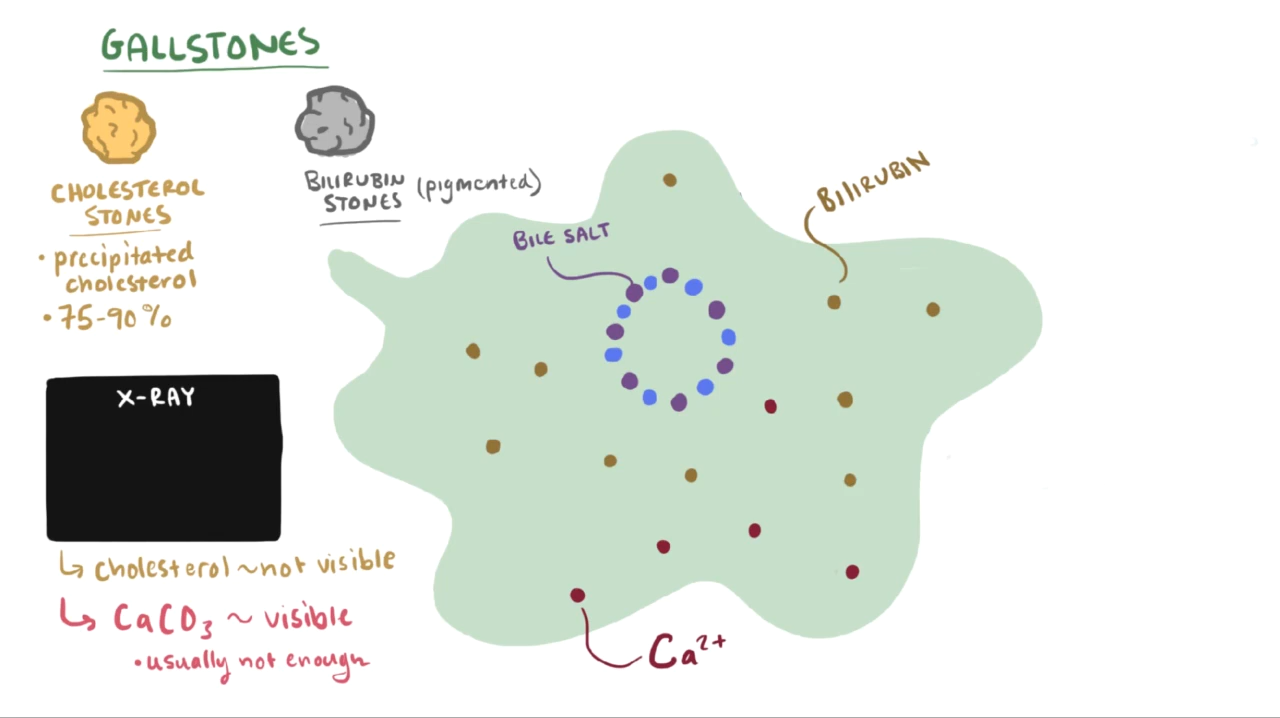 GALLSTONES
CHOLESTEROL
STONES
• precipitated
cholesterol
• 75-90%
BILIRUBIN (pigmented)
STONES
BILE SALT
BILIRUBIN
X-RAY
↳ cholesterol ~ not visible
↳ CaCO₃ ~ visible
• usually not enough
Ca²⁺